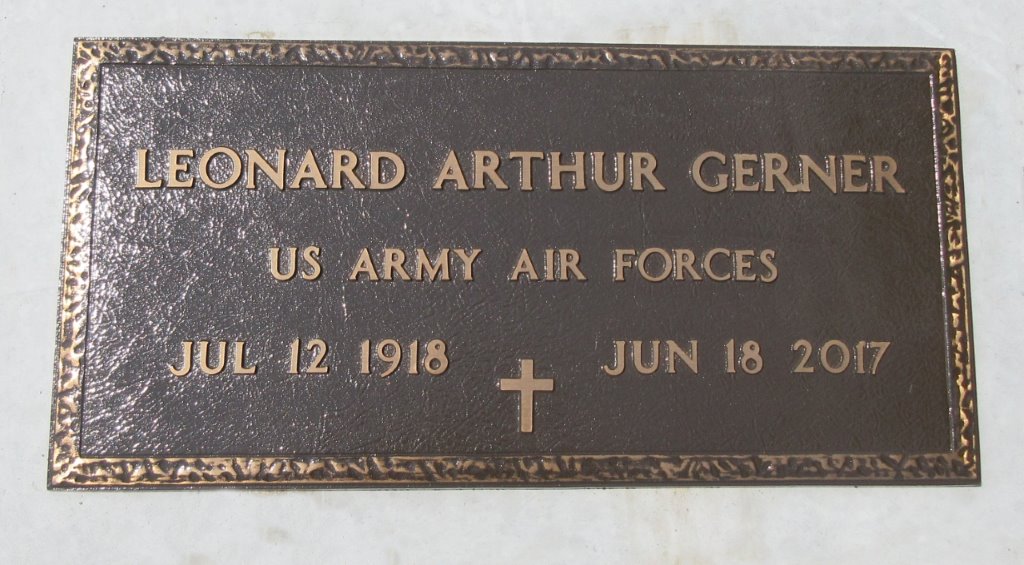 LEONARD ARTHUR GERNER
US ARMY AIR FORCES
JUL 12 1918 JUN 18 2017